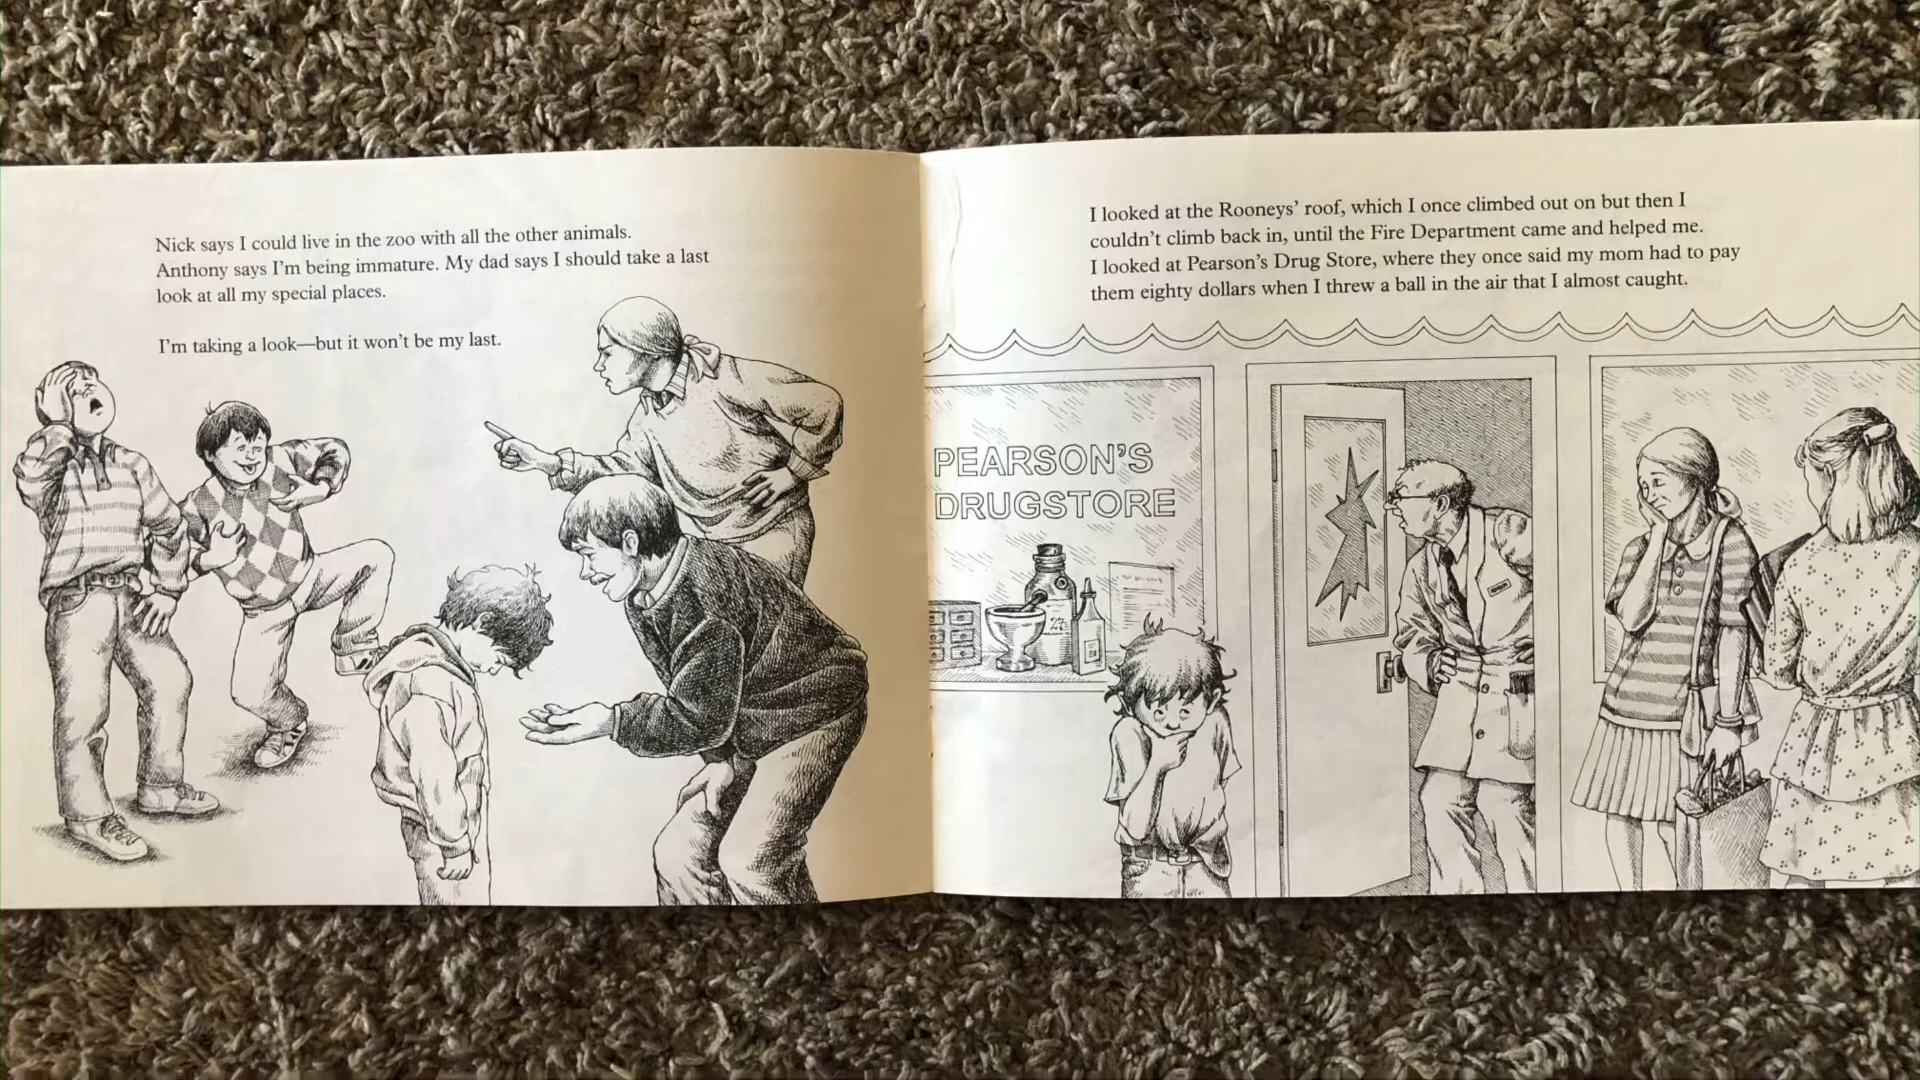 Nick says I could live in the zoo with all the other animals.
Anthony says I'm being immature. My dad says I should take a last
look at all my special places.
I'm taking a look—but it won't be my last.
I looked at the Rooneys' roof, which I once climbed out on but then I
couldn't climb back in, until the Fire Department came and helped me.
I looked at Pearson's Drug Store, where they once said my mom had to pay
them eighty dollars when I threw a ball in the air that I almost caught.
PEARSON'S
DRUGSTORE